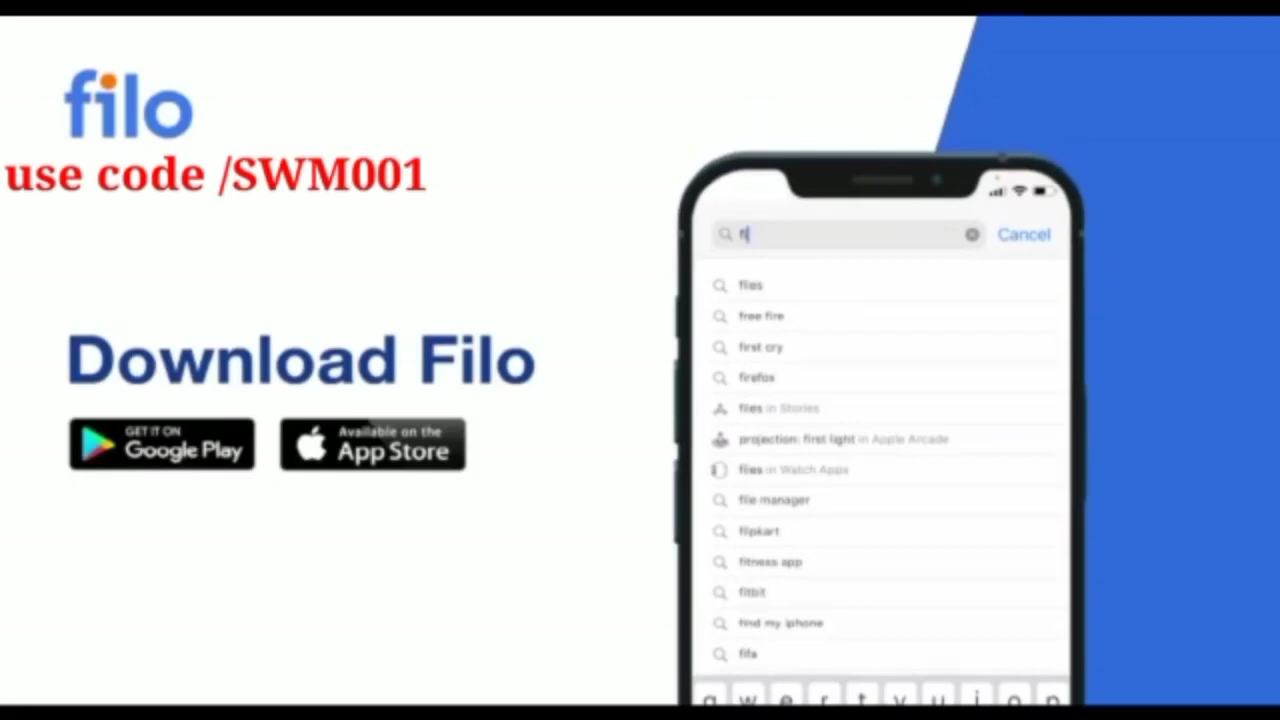 filo
use code /SWM001
Download Filo
GET IT ON
Google Play
Available on the
App Store
fi
Cancel
files
free fire
first cry
firefox
files in Stories
projection: first light in Apple Arcade
files in Watch Apps
file manager
flipkart
fitness app
fitbit
find my iphone
fifa
q w e r t y u i o p